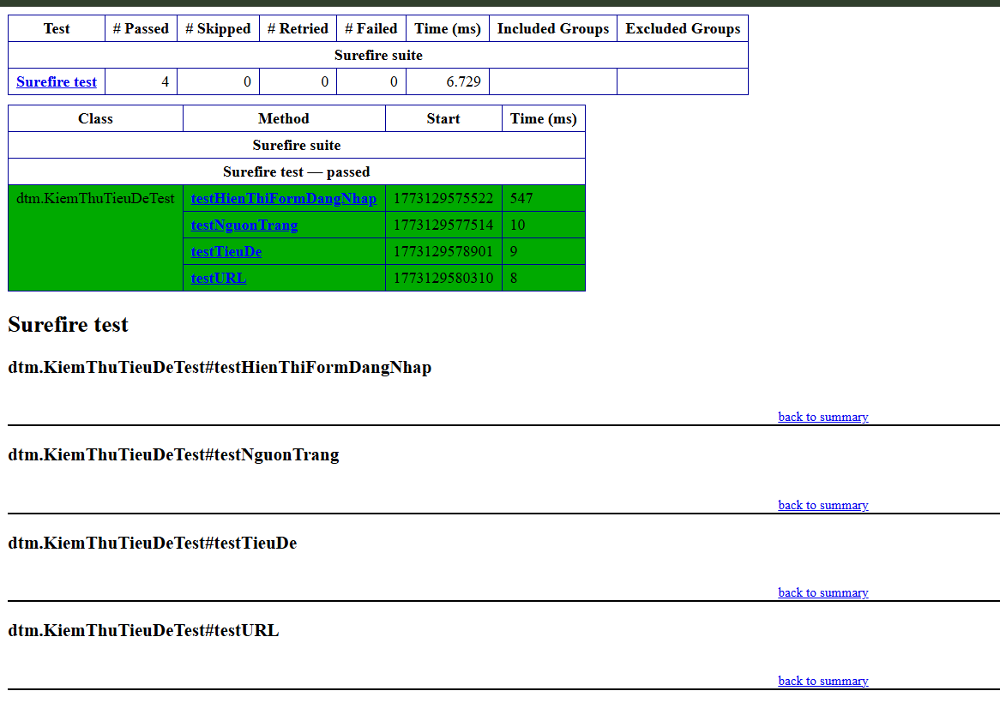 Test # Passed # Skipped # Retried # Failed Time (ms) Included Groups Excluded Groups
Surefire suite
Surefire test 4 0 0 0 6.729
Class Method Start Time (ms)
Surefire suite
Surefire test — passed
dtm.KiemThuTieuDeTest testHienThiFormDangNhap 1773129575522 547
testNguonTrang 1773129577514 10
testTieuDe 1773129578901 9
testURL 1773129580310 8
Surefire test
dtm.KiemThuTieuDeTest#testHienThiFormDangNhap
back to summary
dtm.KiemThuTieuDeTest#testNguonTrang
back to summary
dtm.KiemThuTieuDeTest#testTieuDe
back to summary
dtm.KiemThuTieuDeTest#testURL
back to summary